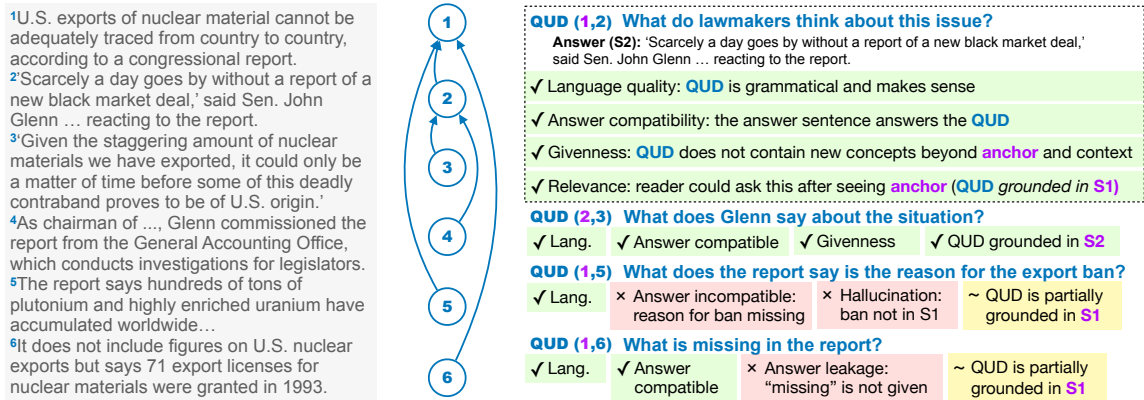 1U.S. exports of nuclear material cannot be
adequately traced from country to country,
according to a congressional report.
2'Scarcely a day goes by without a report of a
new black market deal,' said Sen. John
Glenn … reacting to the report.
3'Given the staggering amount of nuclear
materials we have exported, it could only be
a matter of time before some of this deadly
contraband proves to be of U.S. origin.'
4As chairman of ..., Glenn commissioned the
report from the General Accounting Office,
which conducts investigations for legislators.
5The report says hundreds of tons of
plutonium and highly enriched uranium have
accumulated worldwide…
6It does not include figures on U.S. nuclear
exports but says 71 export licenses for
nuclear materials were granted in 1993.
1
2
3
4
5
6
QUD (1,2) What do lawmakers think about this issue?
Answer (S2): 'Scarcely a day goes by without a report of a new black market deal,'
said Sen. John Glenn … reacting to the report.
✓ Language quality: QUD is grammatical and makes sense
✓ Answer compatibility: the answer sentence answers the QUD
✓ Givenness: QUD does not contain new concepts beyond anchor and context
✓ Relevance: reader could ask this after seeing anchor (QUD grounded in S1)
QUD (2,3) What does Glenn say about the situation?
✓ Lang. ✓ Answer compatible ✓ Givenness ✓ QUD grounded in S2
QUD (1,5) What does the report say is the reason for the export ban?
✓ Lang.
× Answer incompatible:
reason for ban missing
× Hallucination:
ban not in S1
~ QUD is partially
grounded in S1
QUD (1,6) What is missing in the report?
✓ Lang.
✓ Answer
compatible
× Answer leakage:
"missing" is not given
~ QUD is partially
grounded in S1